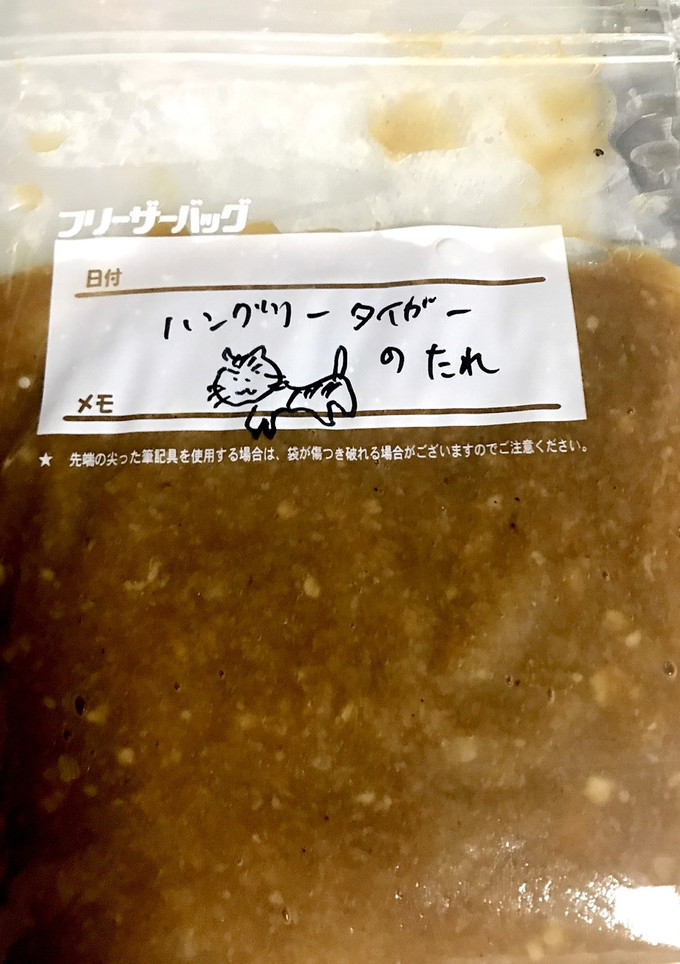 フリーザーバッグ
日付
ハングリー タイガー
のたれ
メモ
★ 先端の尖った筆記具を使用する場合は、袋が傷つき破れる場合がございますのでご注意ください。